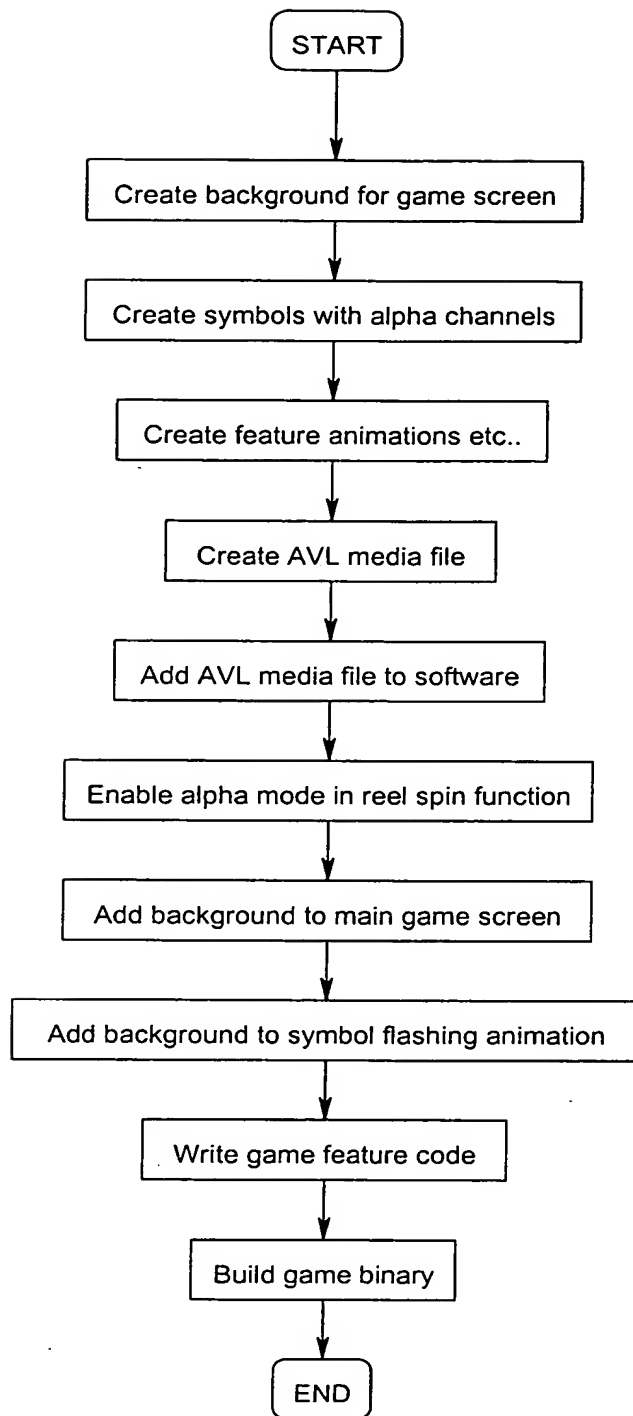 START
Create background for game screen
Create symbols with alpha channels
Create feature animations etc..
Create AVL media file
Add AVL media file to software
Enable alpha mode in reel spin function
Add background to main game screen
Add background to symbol flashing animation
Write game feature code
Build game binary
END